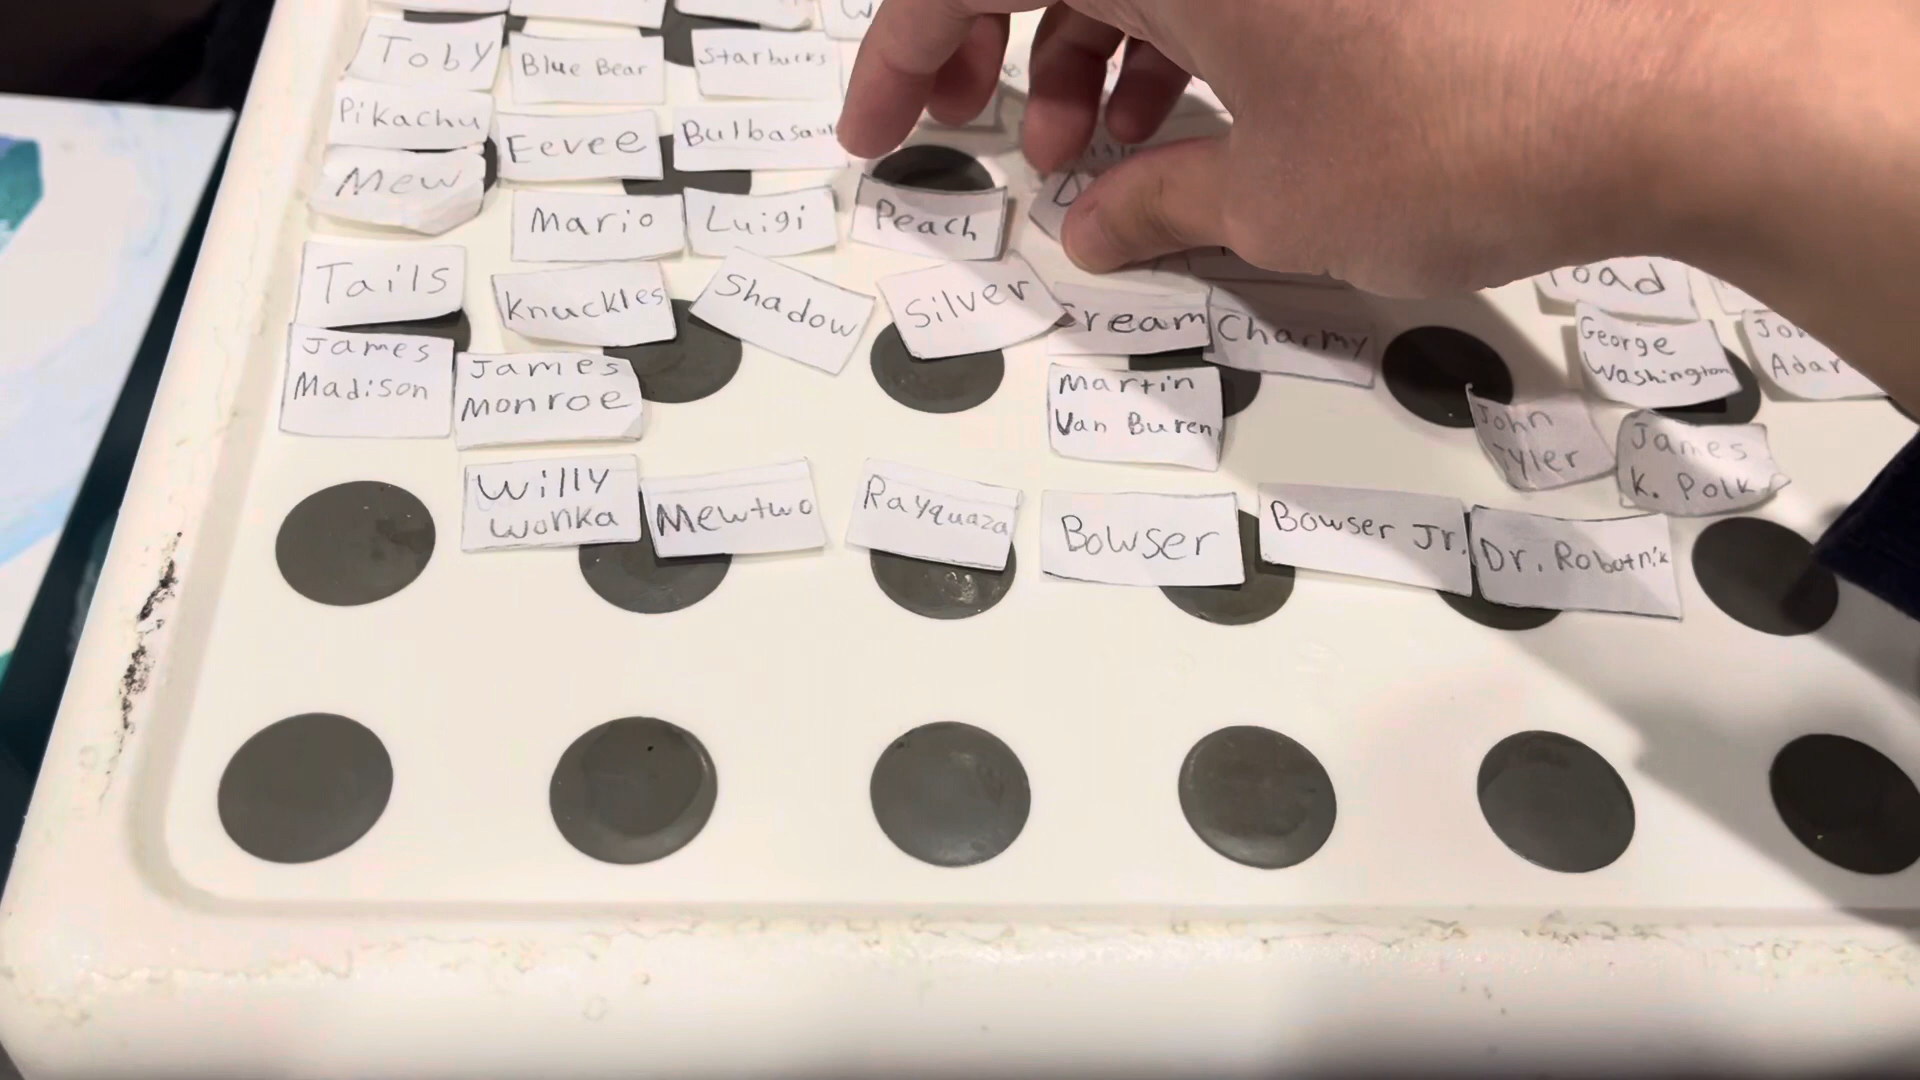 Toby
Blue Bear
Starbucks
Pikachu
Eevee
Bulbasau
Mew
Mario
Luigi
Peach
Tails
Knuckles
Shadow
Silver
Cream
Charmy
Toad
George
Washington
James
Madison
James
Monroe
Martin
Van Buren
John
Tyler
James
K. Polk
Willy
Wonka
Mewtwo
Rayquaza
Bowser
Bowser Jr.
Dr. Robotnik